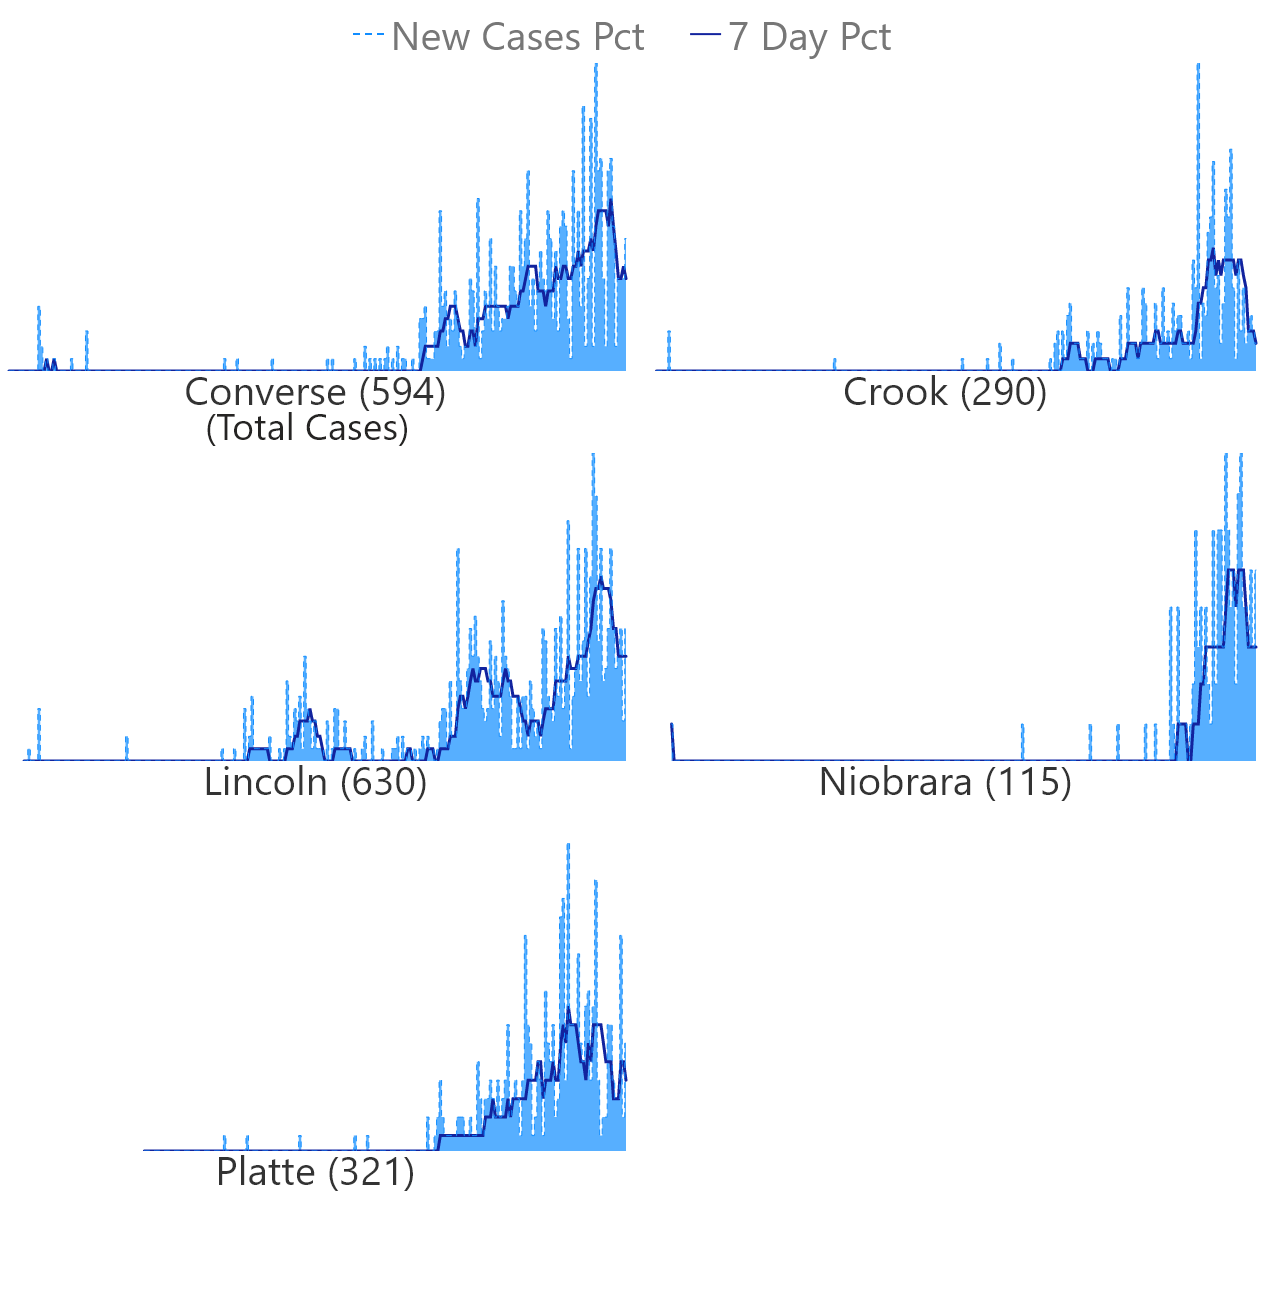 New Cases Pct 7 Day Pct
Converse (594)
(Total Cases)
Crook (290)
Lincoln (630)
Niobrara (115)
Platte (321)